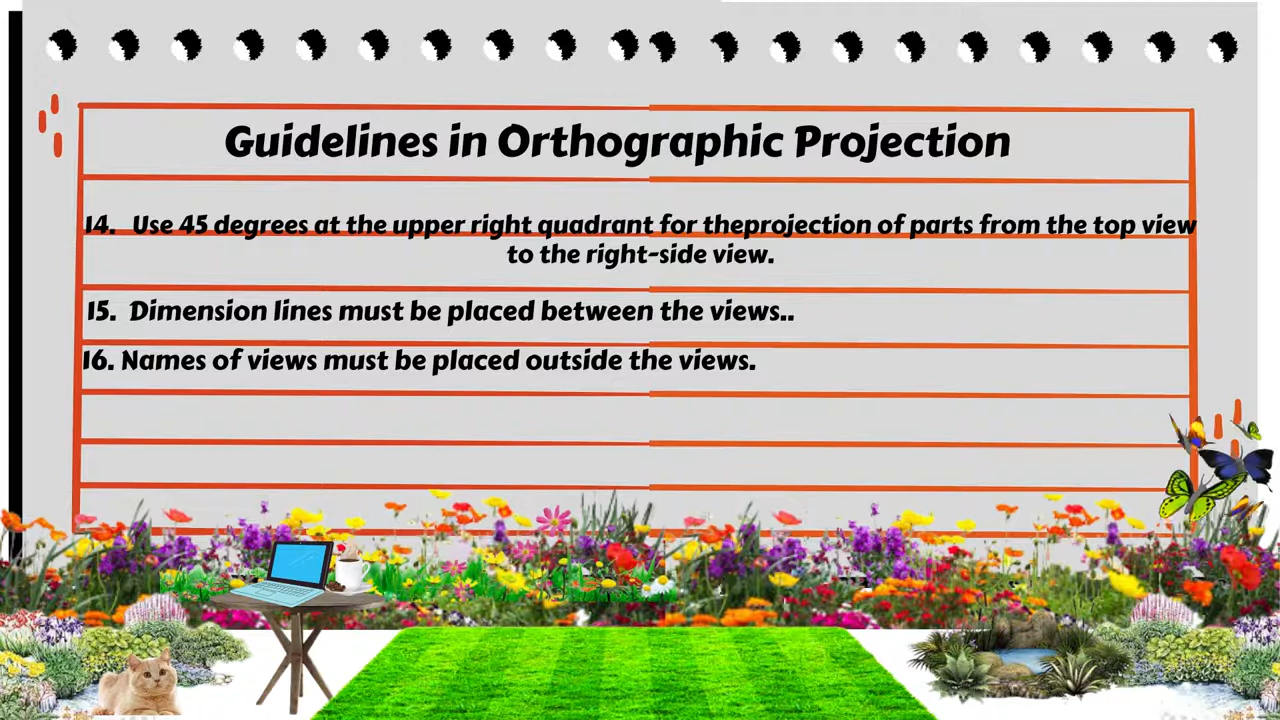 Guidelines in Orthographic Projection
14. Use 45 degrees at the upper right quadrant for theprojection of parts from the top view
to the right-side view.
15. Dimension lines must be placed between the views..
16. Names of views must be placed outside the views.